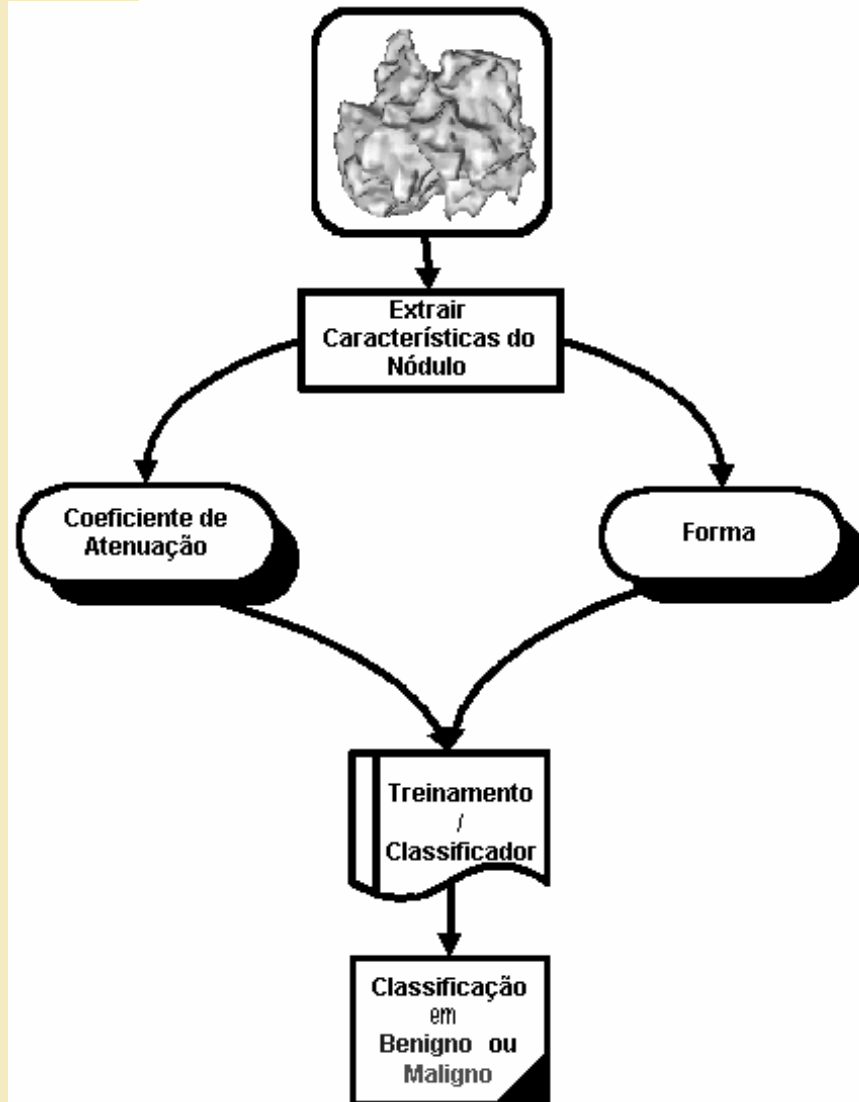 Extrair
Características do
Nódulo
Coeficiente de
Atenuação
Forma
Treinamento
/
Classificador
Classificação
em
Benigno ou
Maligno